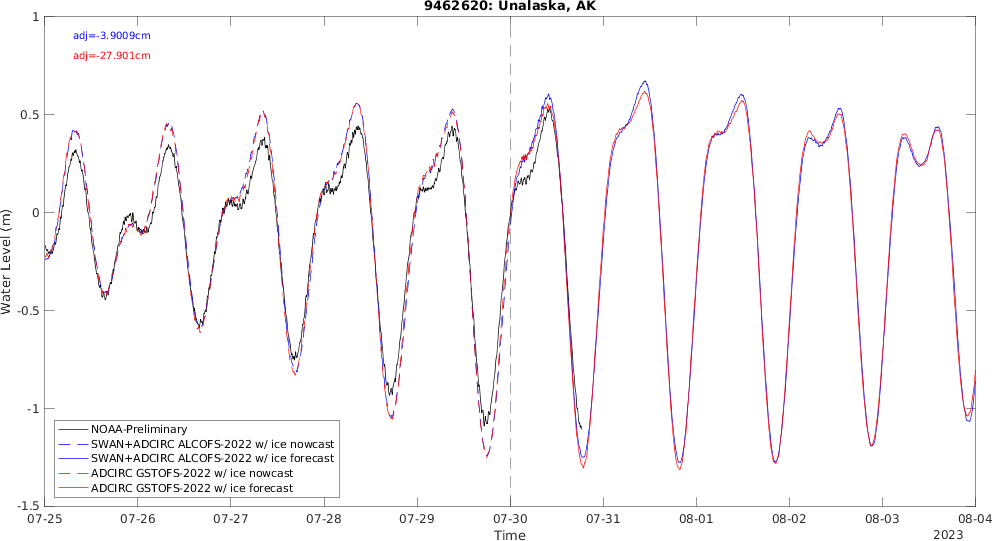 9462620: Unalaska, AK
adj=-3.9009cm
adj=-27.901cm
Water Level (m)
1
0.5
0
-0.5
-1
-1.5
NOAA-Preliminary
SWAN+ADCIRC ALCOFS-2022 w/ ice nowcast
SWAN+ADCIRC ALCOFS-2022 w/ ice forecast
ADCIRC GSTOFS-2022 w/ ice nowcast
ADCIRC GSTOFS-2022 w/ ice forecast
07-25 07-26 07-27 07-28 07-29 07-30 07-31 08-01 08-02 08-03 08-04
Time
2023